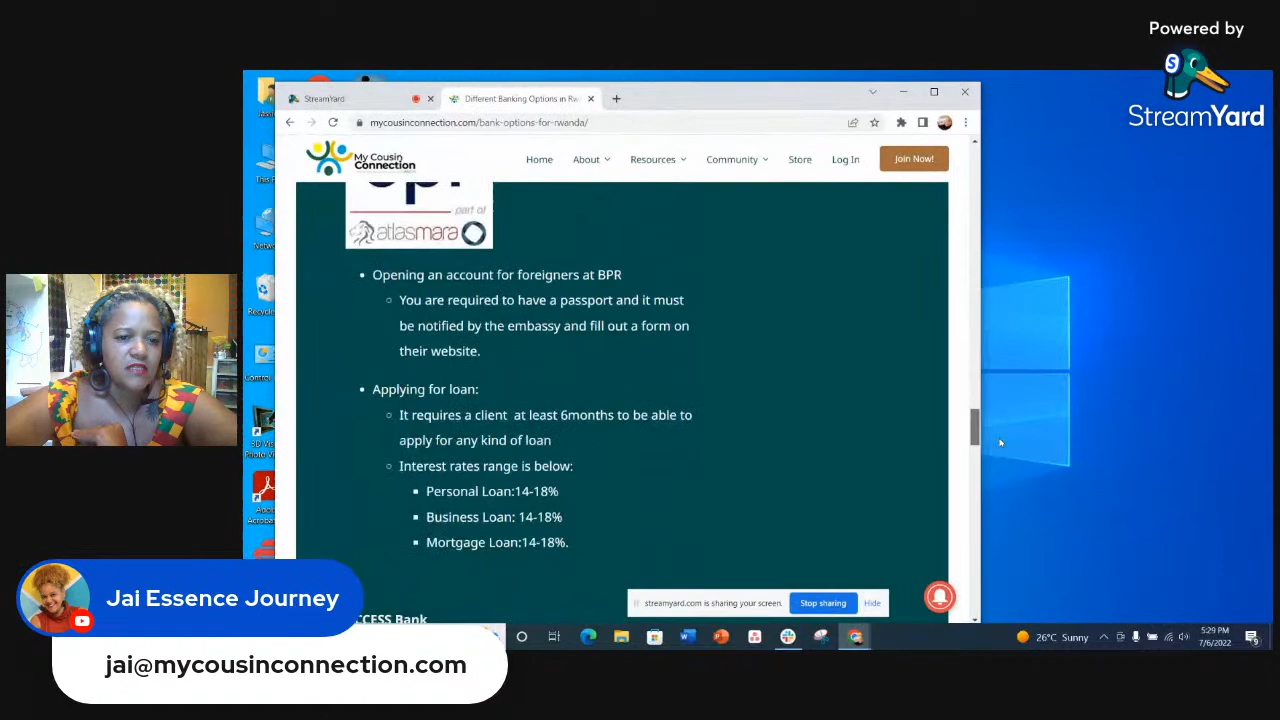 Powered by
StreamYard
StreamYard
Different Banking Options in Rw
mycousinconnection.com/bank-options-for-rwanda/
My Cousin
Connection
Home
About
Resources
Community
Store
Log In
Join Now!
part of
atlasmara
Opening an account for foreigners at BPR
You are required to have a passport and it must
be notified by the embassy and fill out a form on
their website.
Applying for loan:
It requires a client at least 6months to be able to
apply for any kind of loan
Interest rates range is below:
Personal Loan:14-18%
Business Loan: 14-18%
Mortgage Loan:14-18%.
CCESS Bank
streamyard.com is sharing your screen.
Stop sharing
Hide
26°C Sunny
5:29 PM
7/6/2022
Jai Essence Journey
jai@mycousinconnection.com